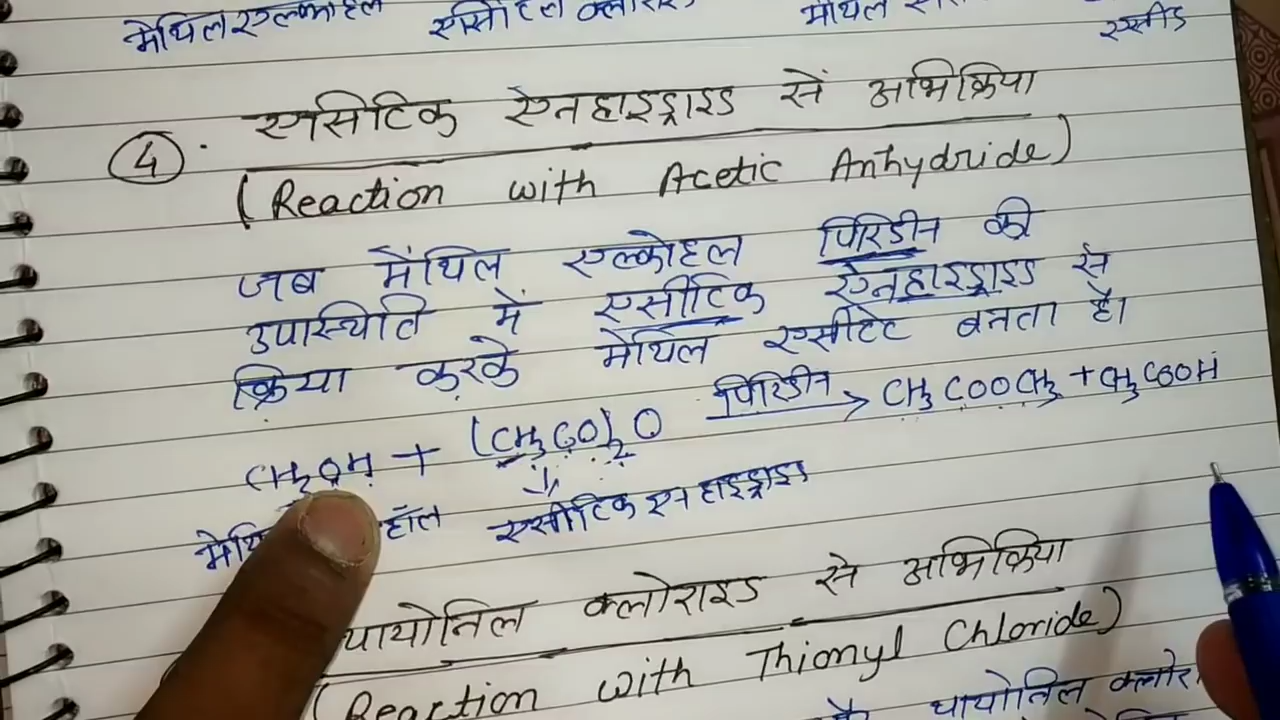 मेथिल एल्कोहल एसीटिल क्लोराइड मेथिल
एसीड
4. एसिटिक ऐनहाइड्राइड सें अभिक्रिया
(Reaction with Acetic Anhydride)
जब मैथिल एल्कोहल पिरिडीन की
उपस्थिति में एसीटिक ऐनहाइड्राइड से
क्रिया करके मेथिल एसीटेट बनता है।
CH3OH + (CH3CO)2O पिरिडीन → CH3COOCH3 + CH3COOH
हॉल एसीटिक एनहाइड्राइड
थायोनिल क्लोराइड से अभिक्रिया
(Reaction with Thionyl Chloride)
थायोनिल